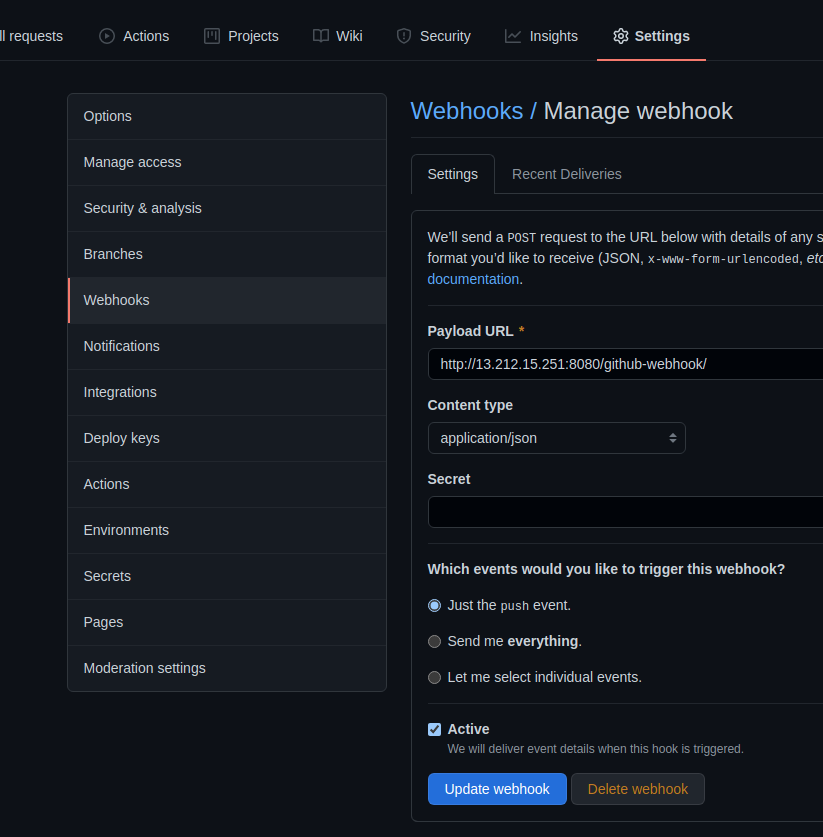 ll requests Actions Projects Wiki Security Insights Settings
Options
Manage access
Security & analysis
Branches
Webhooks
Notifications
Integrations
Deploy keys
Actions
Environments
Secrets
Pages
Moderation settings
Webhooks / Manage webhook
Settings Recent Deliveries
We'll send a POST request to the URL below with details of any s
format you'd like to receive (JSON, x-www-form-urlencoded, etc
documentation.
Payload URL *
http://13.212.15.251:8080/github-webhook/
Content type
application/json
Secret
Which events would you like to trigger this webhook?
Just the push event.
Send me everything.
Let me select individual events.
Active
We will deliver event details when this hook is triggered.
Update webhook Delete webhook